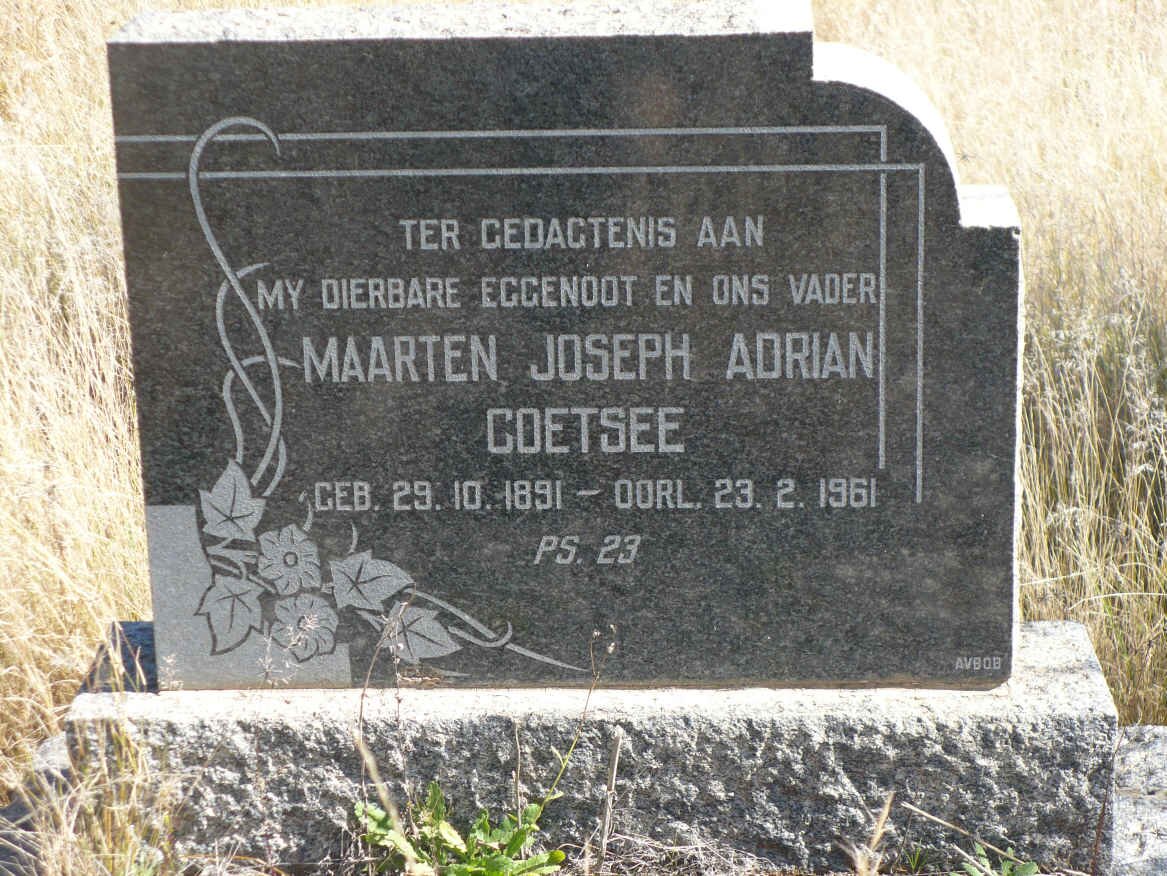 TER GEDAGTENIS AAN
MY DIERBARE EGGENOOT EN ONS VADER
MAARTEN JOSEPH ADRIAN
COETSEE
GEB. 29. 10. 1891 – OORL. 23. 2. 1961
PS. 23
AVBOB